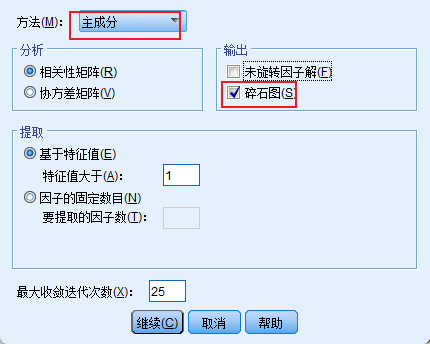 方法(M): 主成分
分析
相关性矩阵(R)
协方差矩阵(V)
输出
未旋转因子解(F)
碎石图(S)
提取
基于特征值(E)
特征值大于(A): 1
因子的固定数目(N)
要提取的因子数(T):
最大收敛迭代次数(X): 25
继续(C) 取消 帮助